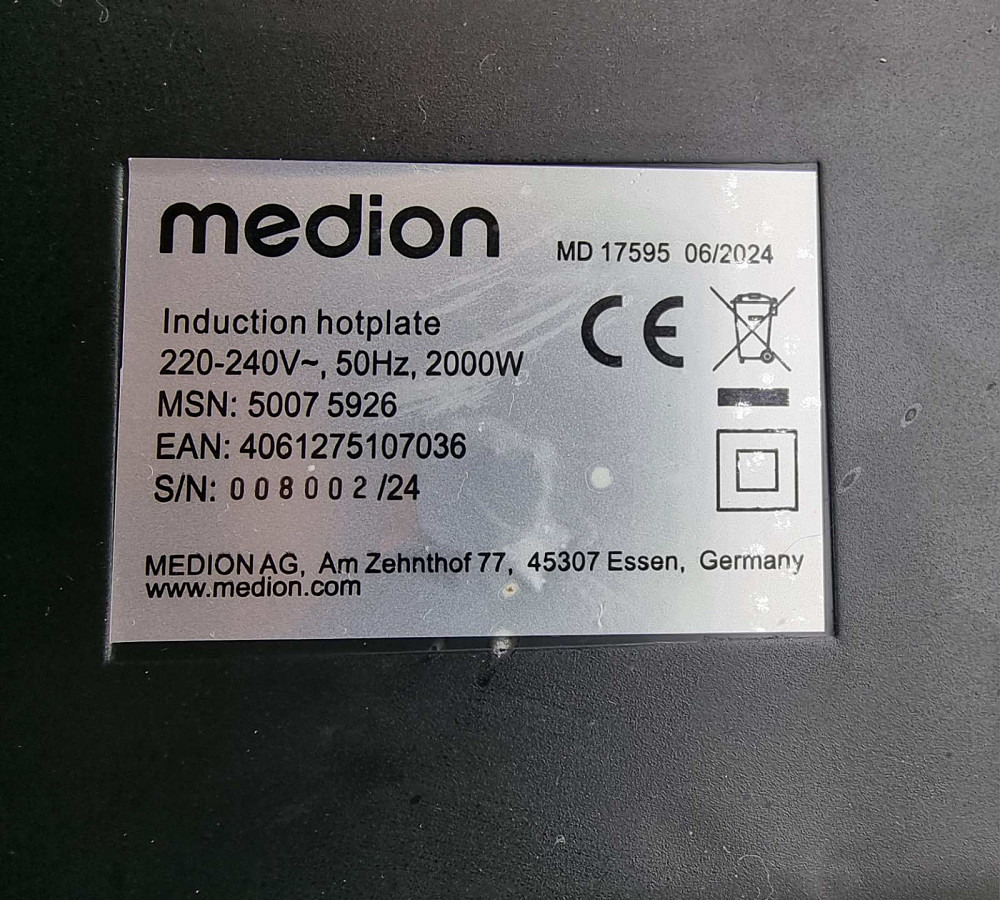 medion
MD 17595 06/2024
Induction hotplate
220-240V~, 50Hz, 2000W
MSN: 5007 5926
EAN: 4061275107036
S/N: 008002/24
CE
MEDION AG, Am Zehnthof 77, 45307 Essen, Germany
www.medion.com